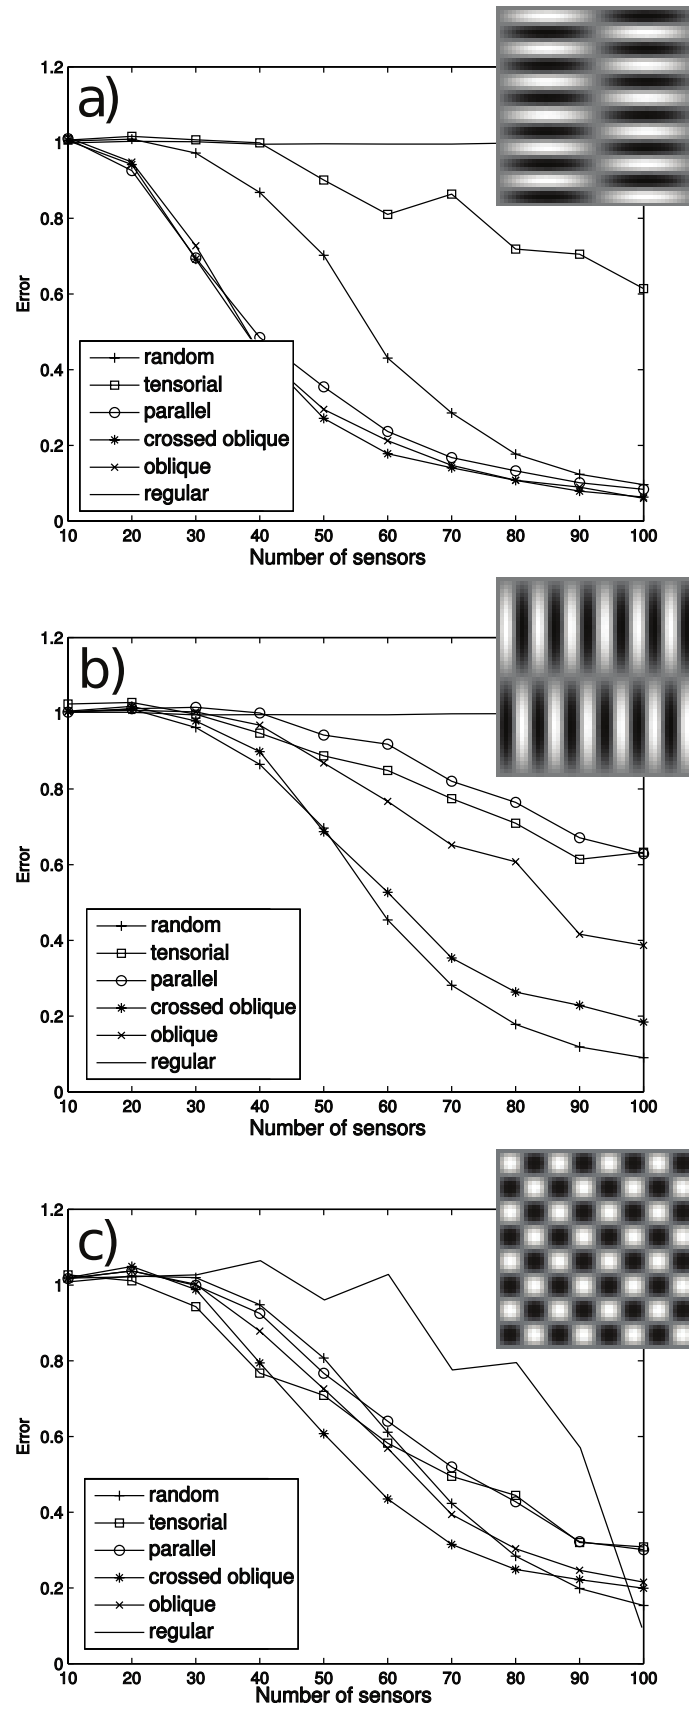 a)
1.2
1
0.8
0.6
0.4
0.2
0
Error
random
tensorial
parallel
crossed oblique
oblique
regular
10 20 30 40 50 60 70 80 90 100
Number of sensors
b)
1.2
1
0.8
0.6
0.4
0.2
0
Error
random
tensorial
parallel
crossed oblique
oblique
regular
10 20 30 40 50 60 70 80 90 100
Number of sensors
c)
1.2
1
0.8
0.6
0.4
0.2
0
Error
random
tensorial
parallel
crossed oblique
oblique
regular
10 20 30 40 50 60 70 80 90 100
Number of sensors